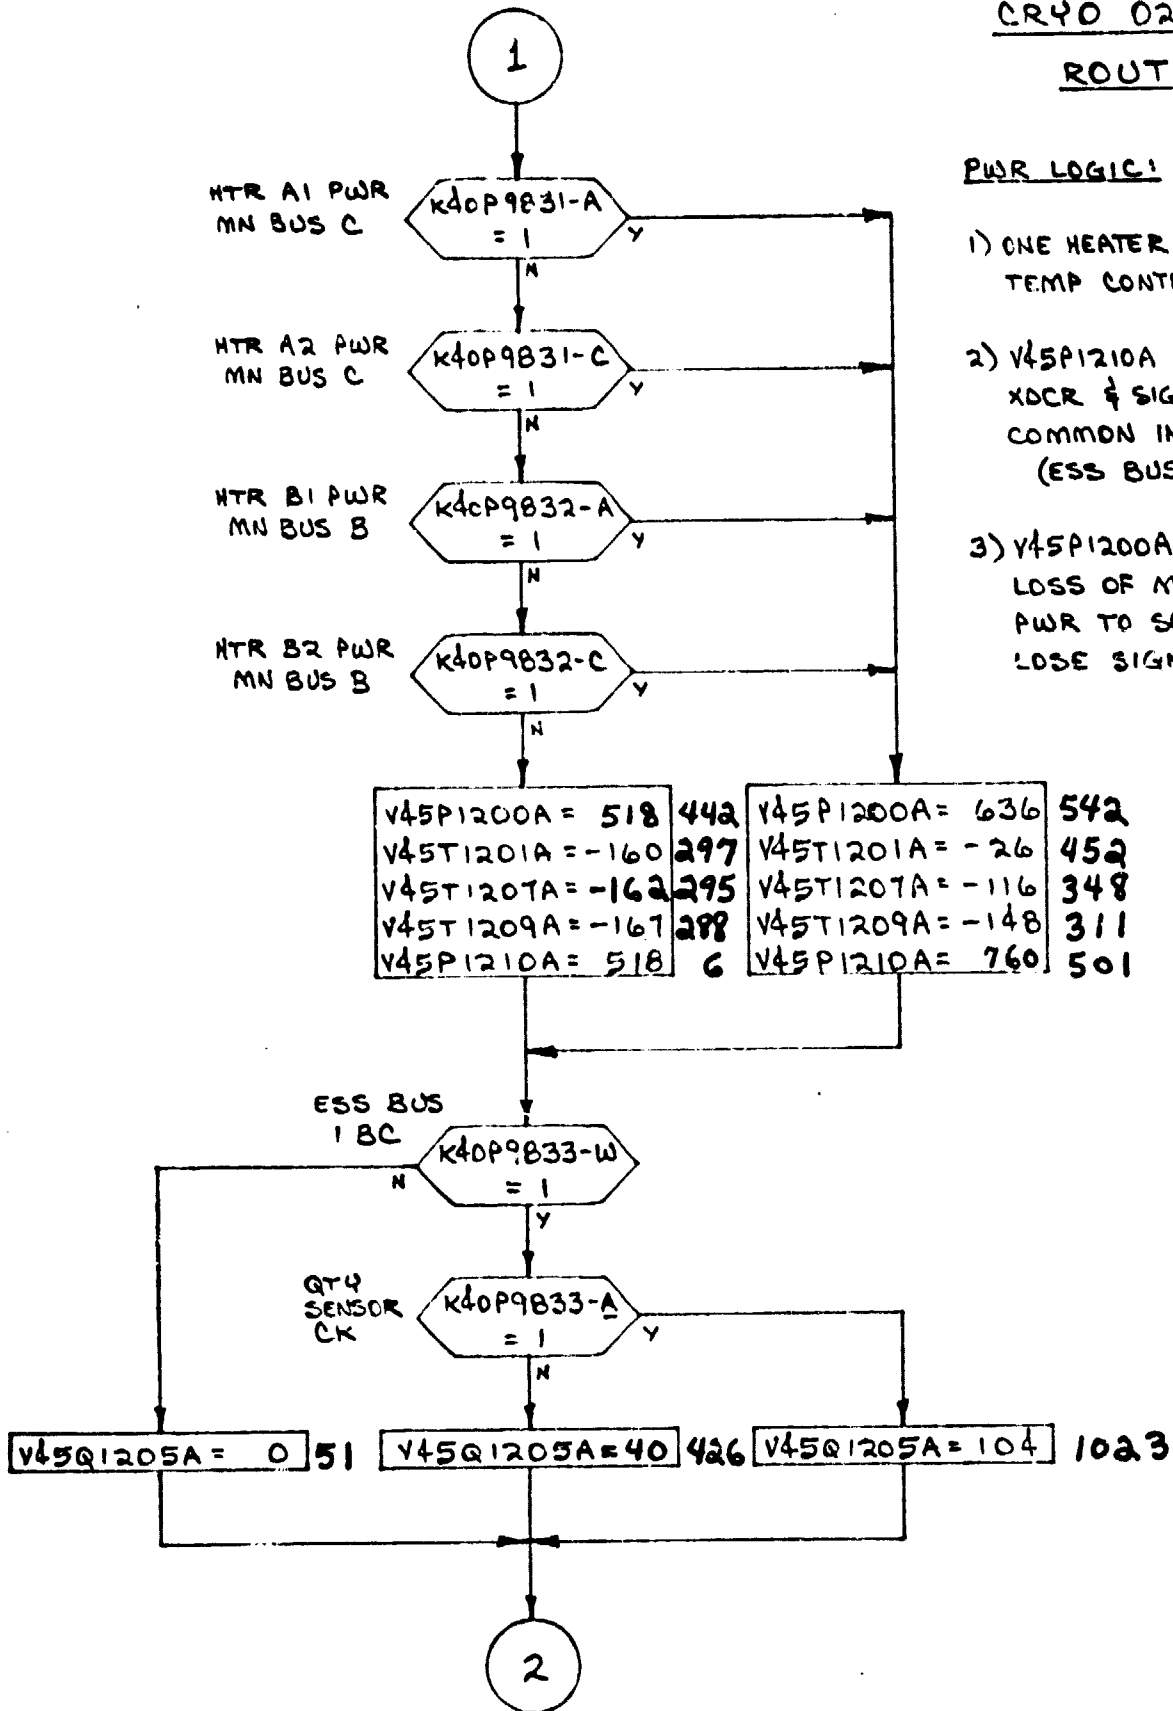 CRYO O2
ROUT
1
PWR LOGIC:
1) ONE HEATER
TEMP CONT
2) V45P1210A
XDCR & SIG
COMMON IN
(ESS BUS
3) V45P1200A
LOSS OF M
PWR TO S
LOSE SIG
HTR A1 PWR
MN BUS C
K40P9831-A
= 1
Y
N
HTR A2 PWR
MN BUS C
K40P9831-C
= 1
Y
N
HTR B1 PWR
MN BUS B
K40P9832-A
= 1
Y
N
HTR B2 PWR
MN BUS B
K40P9832-C
= 1
Y
N
V45P1200A = 518 442
V45T1201A = -160 297
V45T1207A = -162 295
V45T1209A = -167 288
V45P1210A = 518 6
V45P1200A = 636 542
V45T1201A = -26 452
V45T1207A = -116 348
V45T1209A = -148 311
V45P1210A = 760 501
ESS BUS
1 BC
K40P9833-W
= 1
N
Y
QTY
SENSOR
CK
K40P9833-A
= 1
Y
N
V45Q1205A = 0 51
V45Q1205A = 40 426
V45Q1205A = 104 1023
2